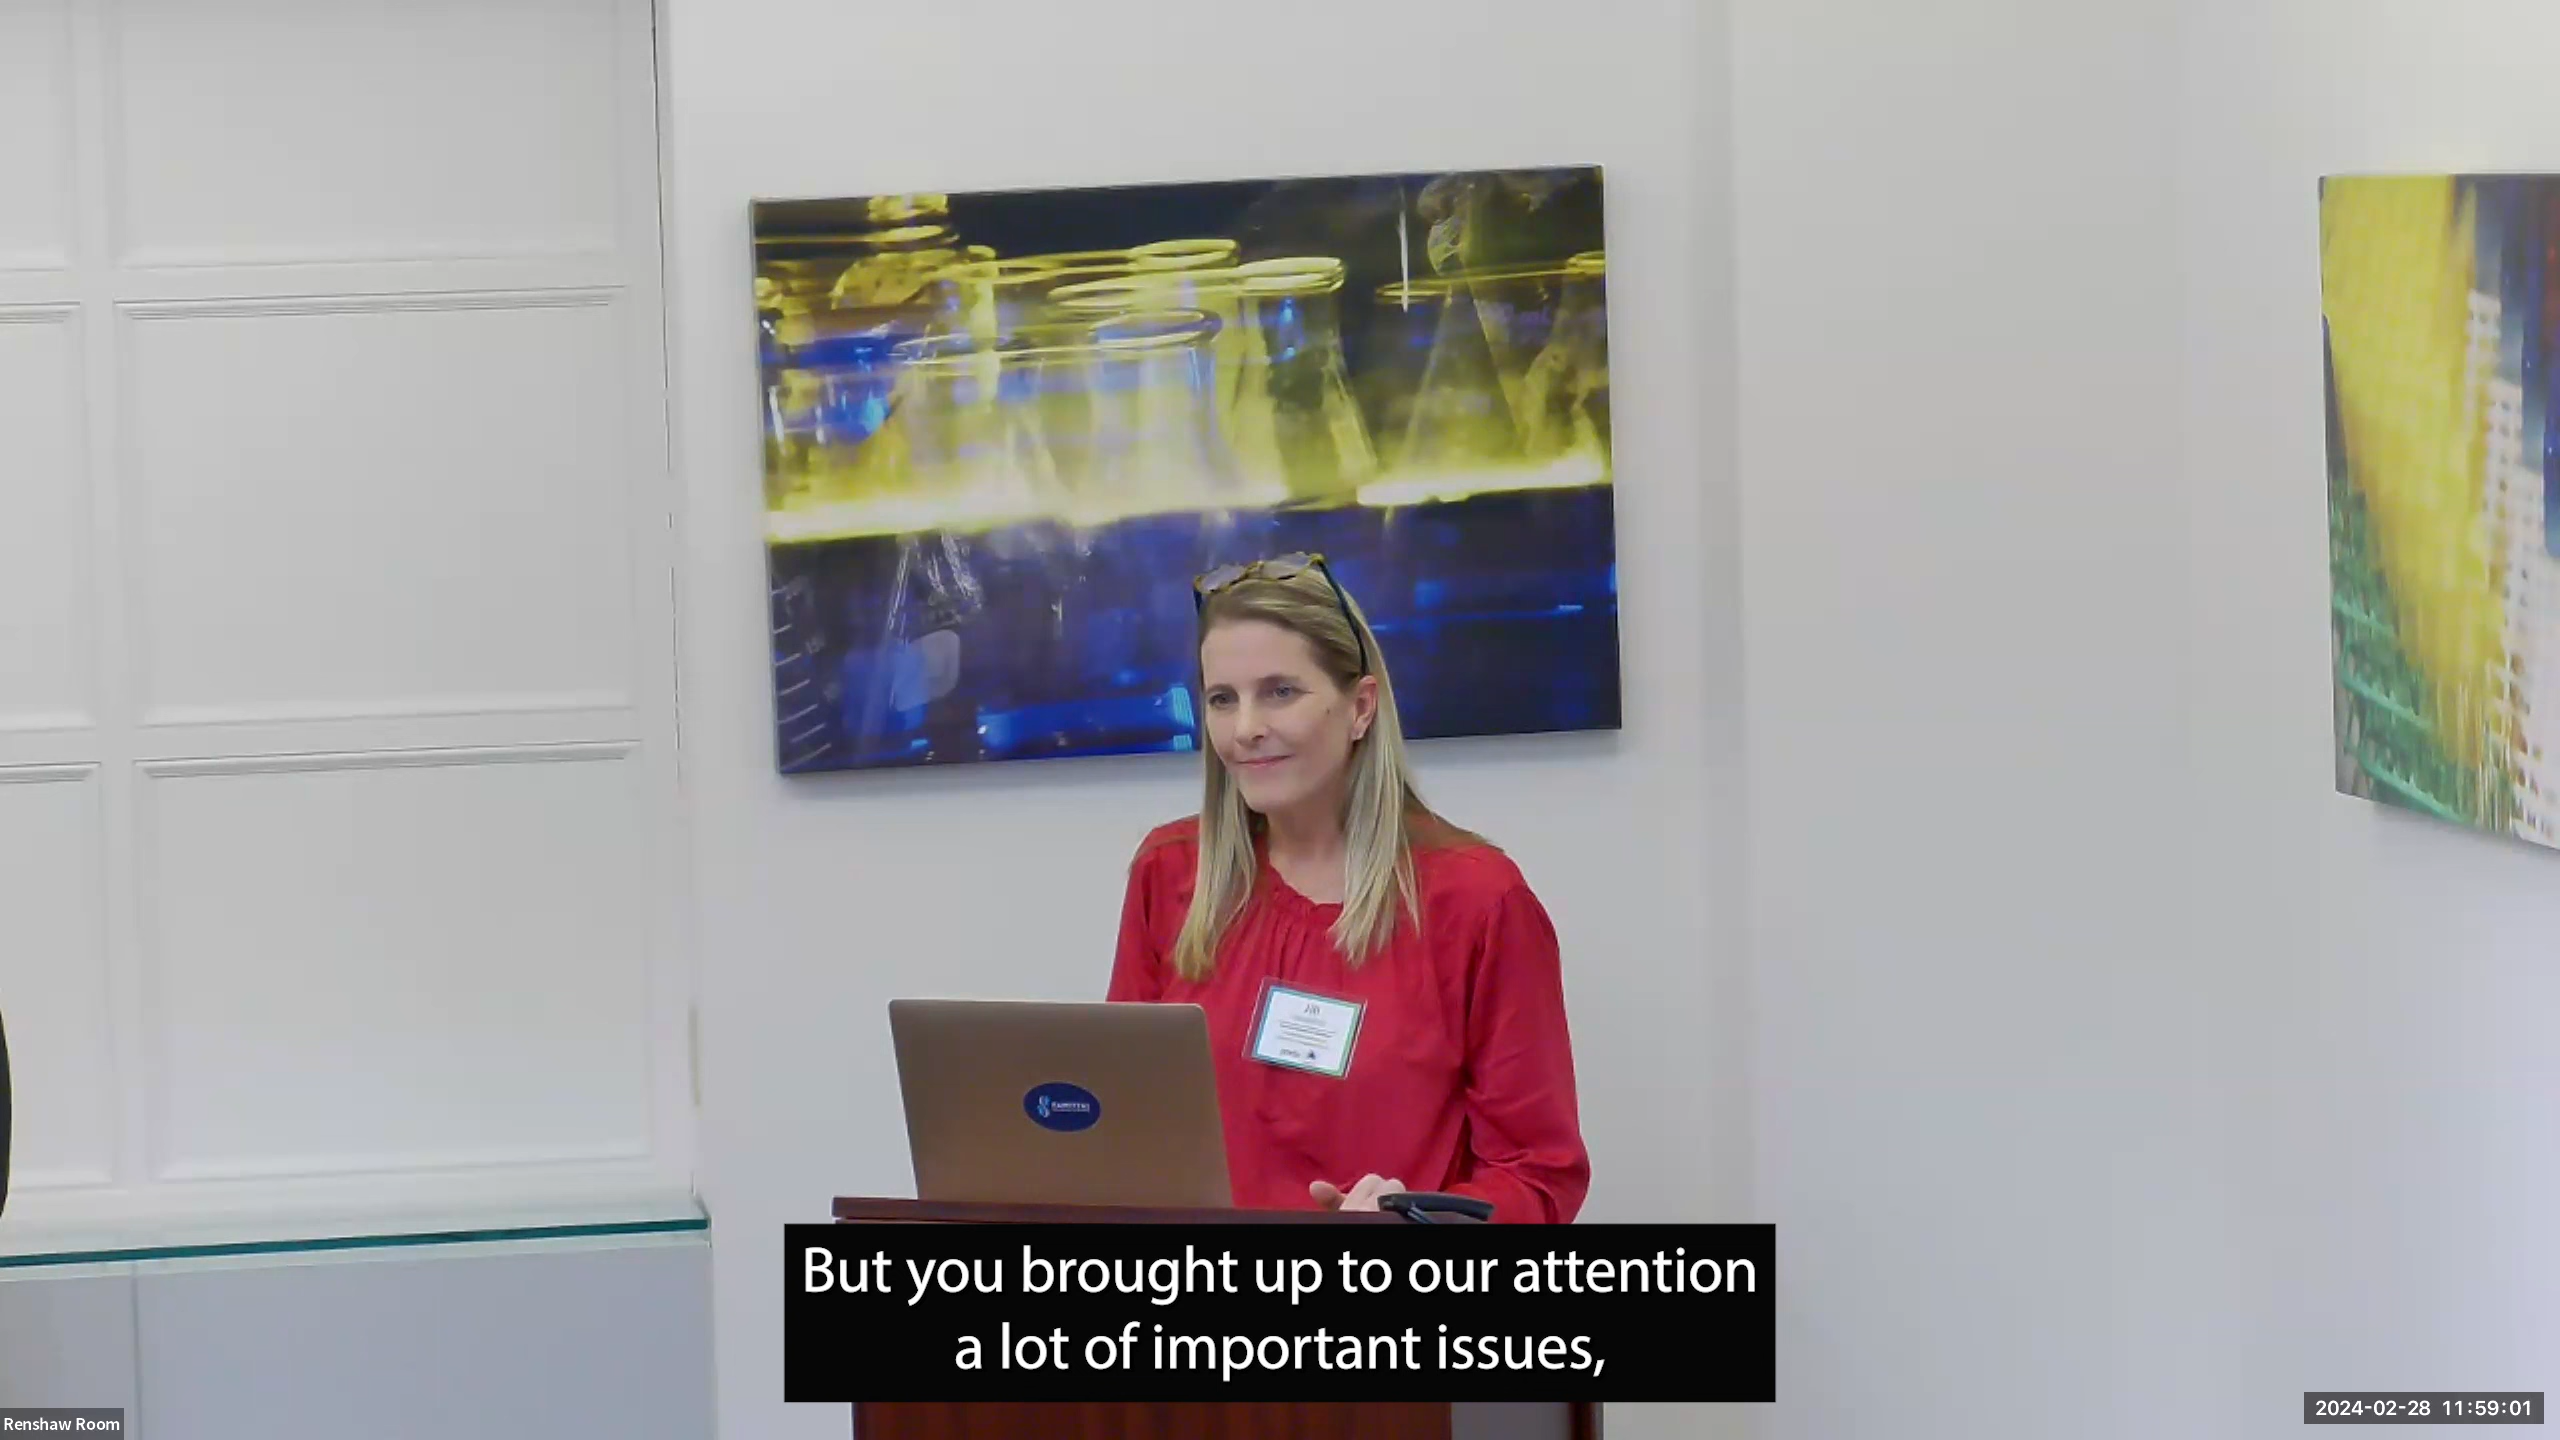 Jill
But you brought up to our attention
a lot of important issues,
Renshaw Room
2024-02-28 11:59:01